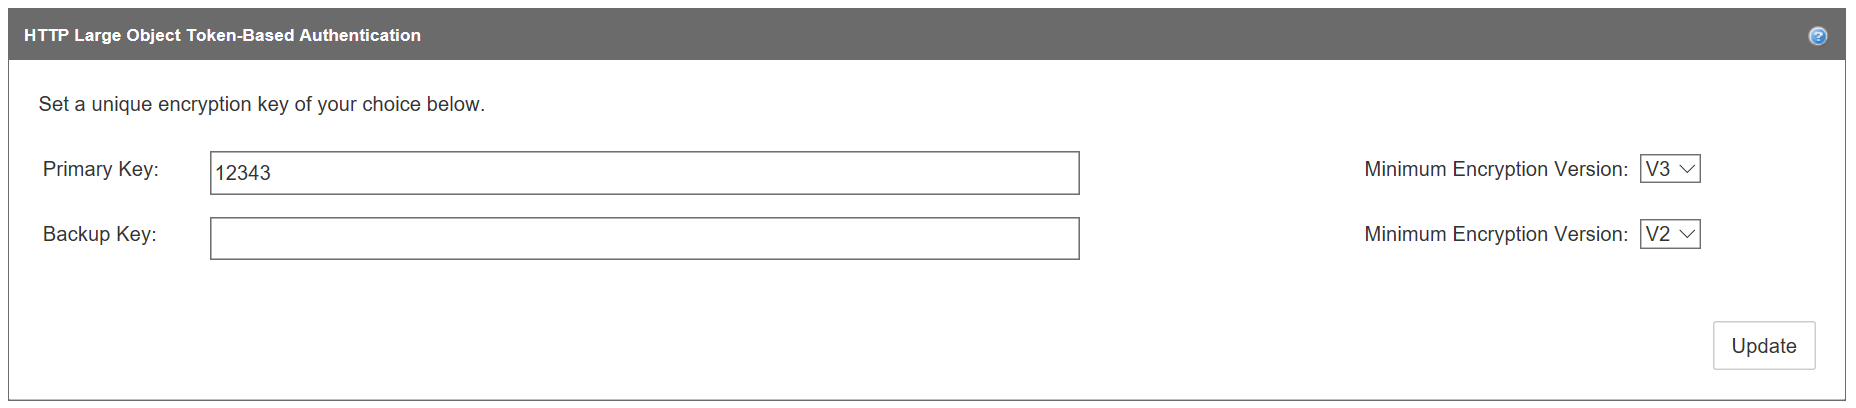 HTTP Large Object Token-Based Authentication
?
Set a unique encryption key of your choice below.
Primary Key: 12343 Minimum Encryption Version: V3
Backup Key: Minimum Encryption Version: V2
Update